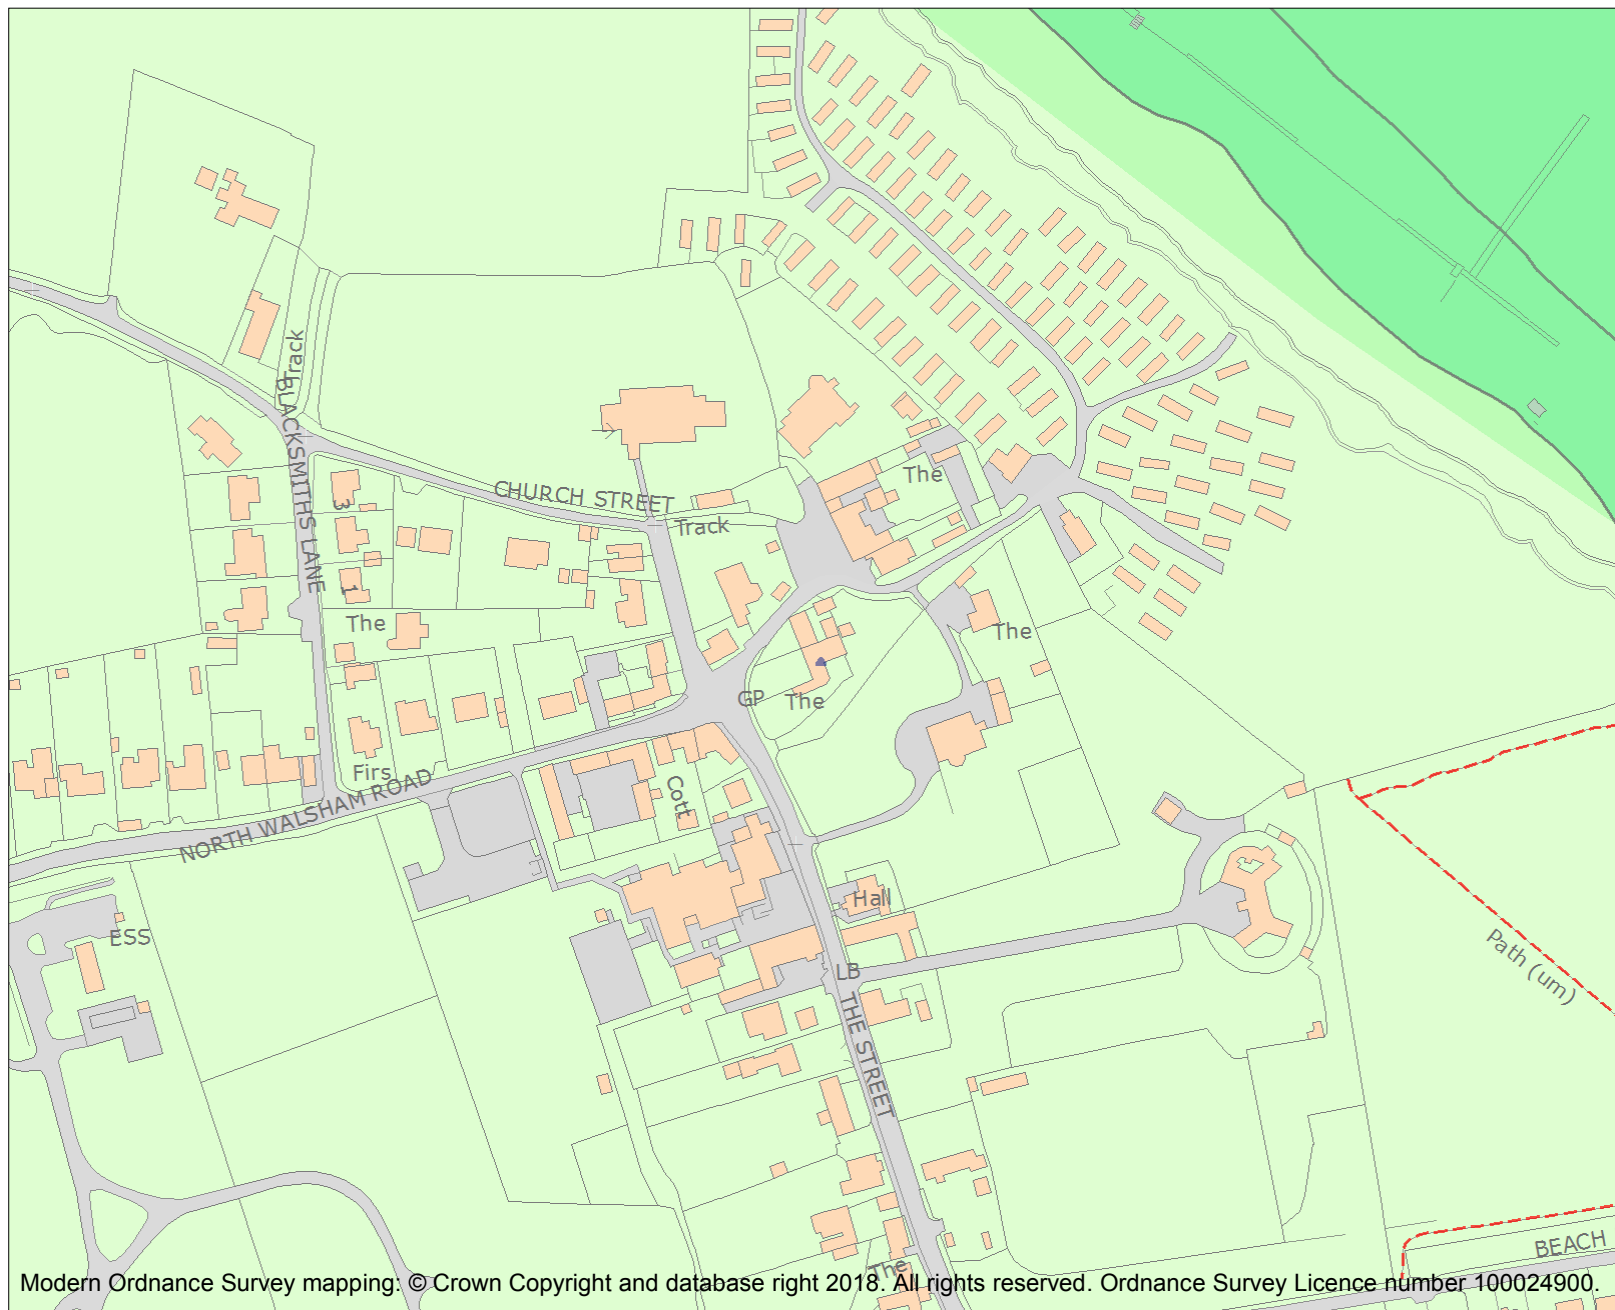 Track
BLACKSMITHS LANE
CHURCH STREET
The
3
Track
1
The
The
GP
The
Firs
NORTH WALSHAM ROAD
Cott
Hall
ESS
LB
Path (um)
THE STREET
BEACH
The
Modern Ordnance Survey mapping: © Crown Copyright and database right 2018. All rights reserved. Ordnance Survey Licence number 100024900.